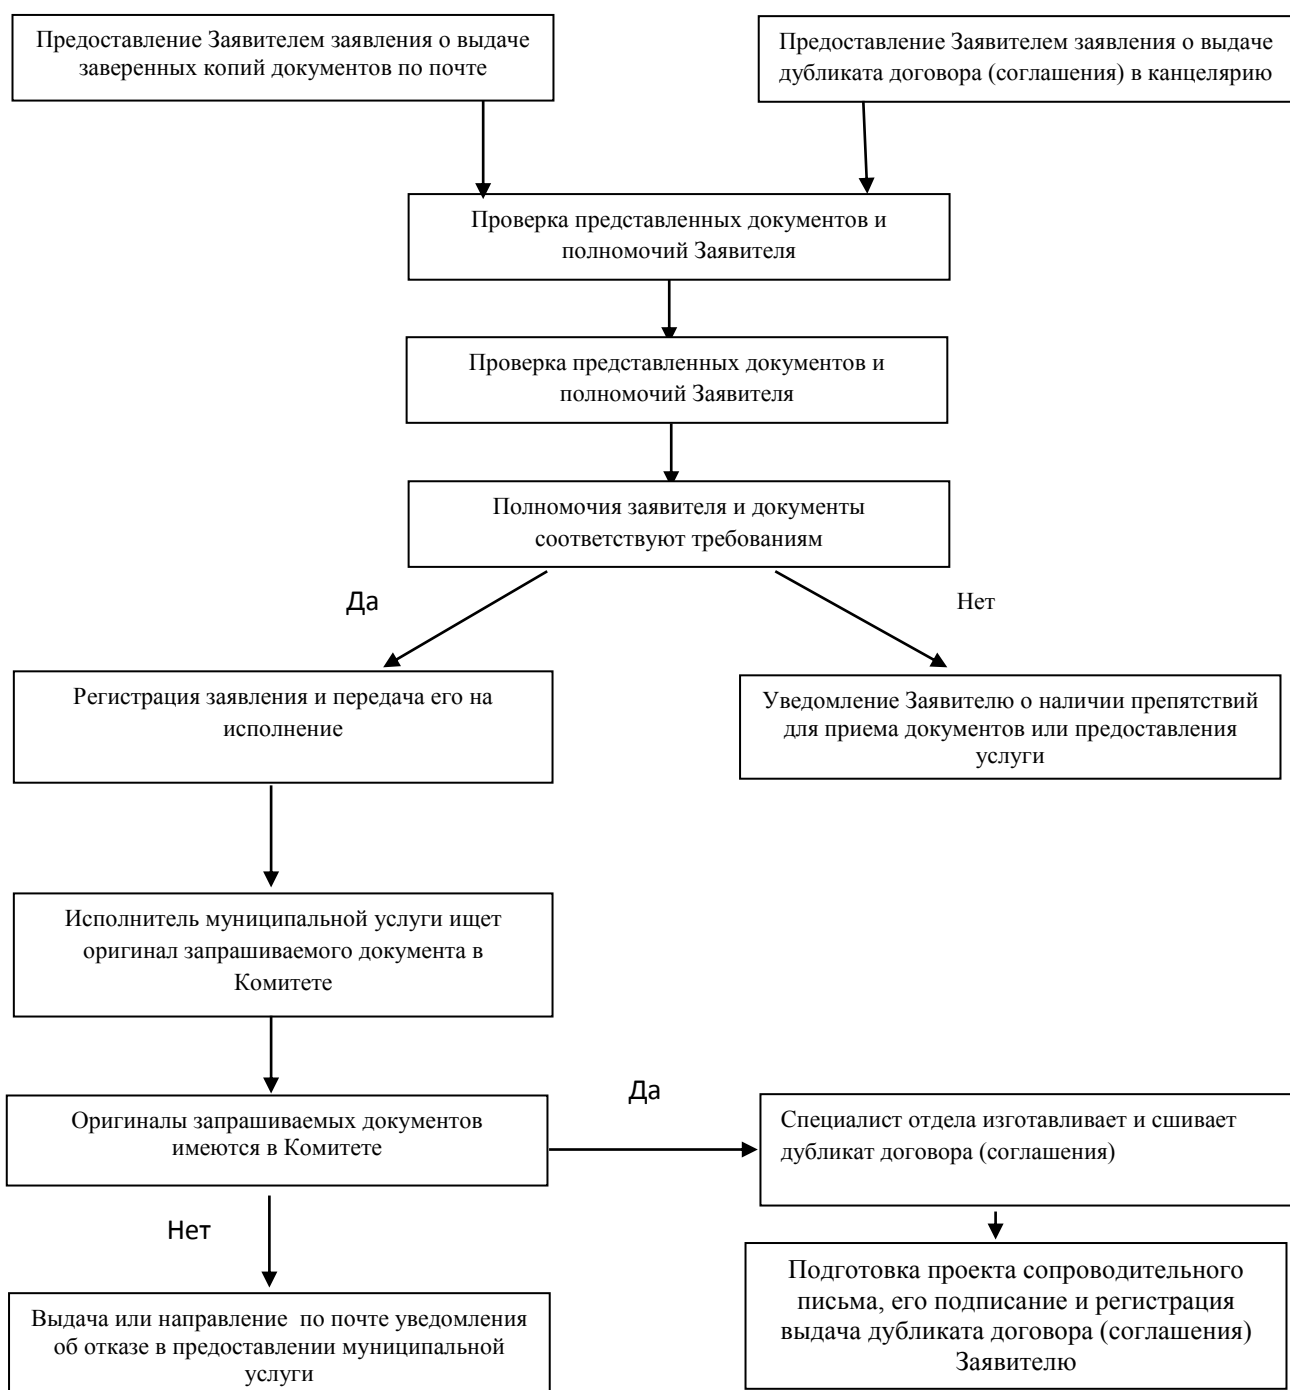 Предоставление Заявителем заявления о выдаче
заверенных копий документов по почте
Предоставление Заявителем заявления о выдаче
дубликата договора (соглашения) в канцелярию
Проверка представленных документов и
полномочий Заявителя
Проверка представленных документов и
полномочий Заявителя
Полномочия заявителя и документы
соответствуют требованиям
Да
Нет
Регистрация заявления и передача его на
исполнение
Уведомление Заявителю о наличии препятствий
для приема документов или предоставления
услуги
Исполнитель муниципальной услуги ищет
оригинал запрашиваемого документа в
Комитете
Да
Оригиналы запрашиваемых документов
имеются в Комитете
Специалист отдела изготавливает и сшивает
дубликат договора (соглашения)
Нет
Подготовка проекта сопроводительного
письма, его подписание и регистрация
выдача дубликата договора (соглашения)
Заявителю
Выдача или направление по почте уведомления
об отказе в предоставлении муниципальной
услуги